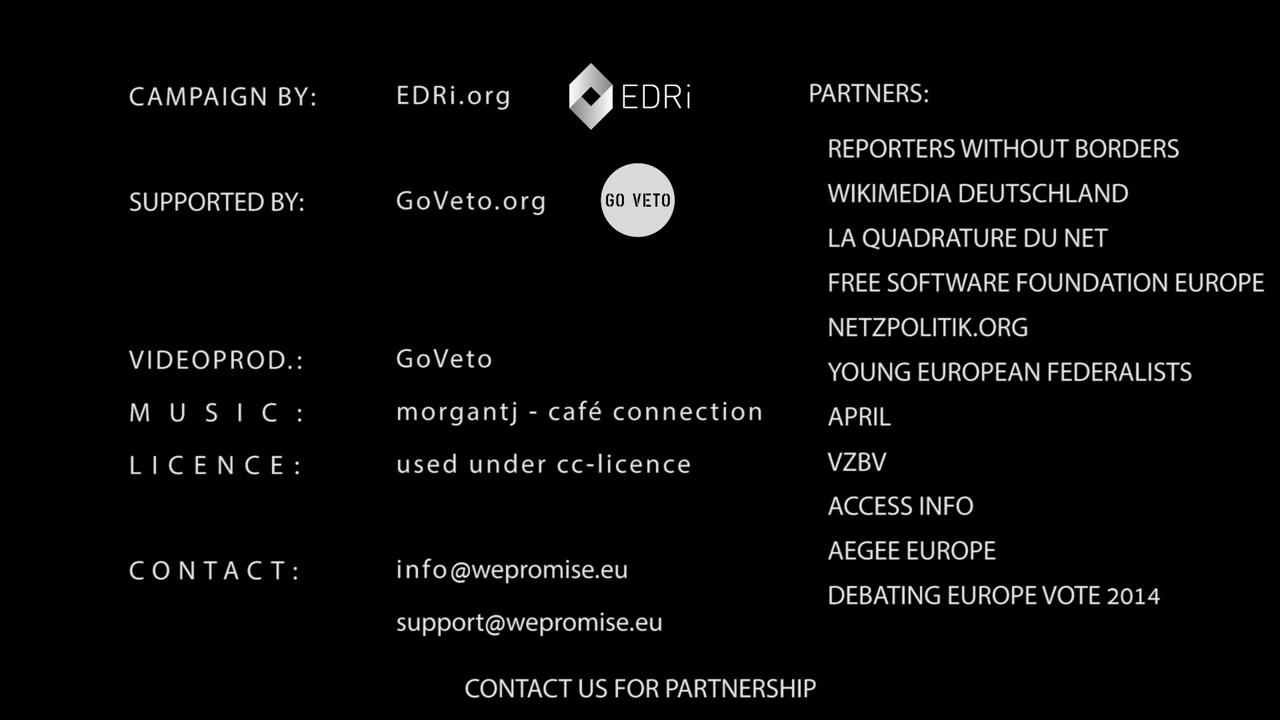 CAMPAIGN BY: EDRi.org EDRi
SUPPORTED BY: GoVeto.org GO VETO
VIDEOPROD.: GoVeto
MUSIC: morgantj - café connection
LICENCE: used under cc-licence
CONTACT: info@wepromise.eu
support@wepromise.eu
PARTNERS:
REPORTERS WITHOUT BORDERS
WIKIMEDIA DEUTSCHLAND
LA QUADRATURE DU NET
FREE SOFTWARE FOUNDATION EUROPE
NETZPOLITIK.ORG
YOUNG EUROPEAN FEDERALISTS
APRIL
VZBV
ACCESS INFO
AEGEE EUROPE
DEBATING EUROPE VOTE 2014
CONTACT US FOR PARTNERSHIP